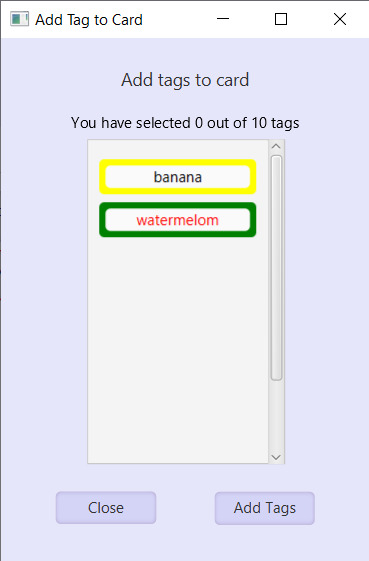 Add Tag to Card
Add tags to card
You have selected 0 out of 10 tags
banana
watermelom
Close
Add Tags